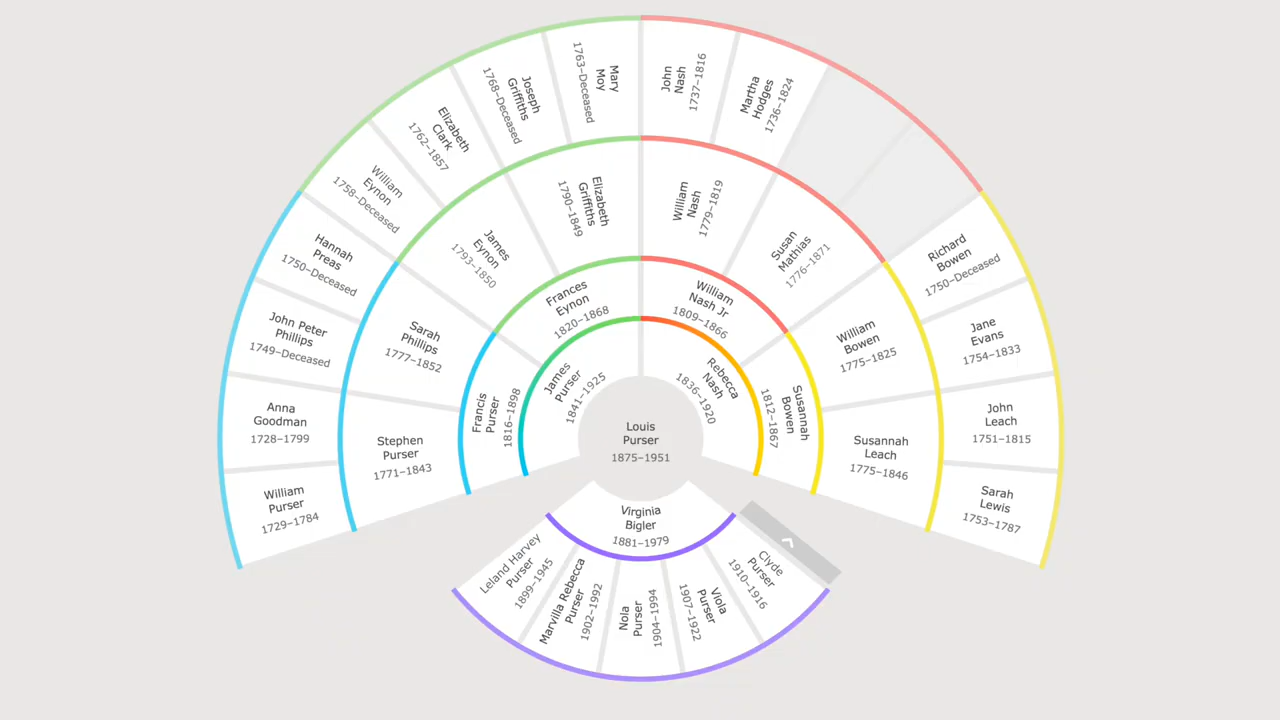 Louis
Purser
1875–1951
James
Purser
1841–1925
Rebecca
Nash
1836–1920
Francis
Purser
1816–1898
Frances
Eynon
1820–1868
William
Nash Jr
1809–1866
Susannah
Bowen
1812–1867
Stephen
Purser
1771–1843
Sarah
Phillips
1777–1852
James
Eynon
1793–1850
Elizabeth
Griffiths
1790–1849
William
Nash
1779–1819
Susan
Mathias
1776–1871
William
Bowen
1775–1825
Susannah
Leach
1775–1846
William
Purser
1729–1784
Anna
Goodman
1728–1799
John Peter
Phillips
1749–Deceased
Hannah
Preas
1750–Deceased
William
Eynon
1758–Deceased
Elizabeth
Clark
1762–1857
Joseph
Griffiths
1768–Deceased
Mary
Moy
1763–Deceased
John
Nash
1737–1816
Martha
Hodges
1736–1824
Richard
Bowen
1750–Deceased
Jane
Evans
1754–1833
John
Leach
1751–1815
Sarah
Lewis
1753–1787
Virginia
Bigler
1881–1979
Leland Harvey
Purser
1899–1945
Marvilla Rebecca
Purser
1902–1992
Nola
Purser
1904–1994
Viola
Purser
1907–1922
Clyde
Purser
1910–1916